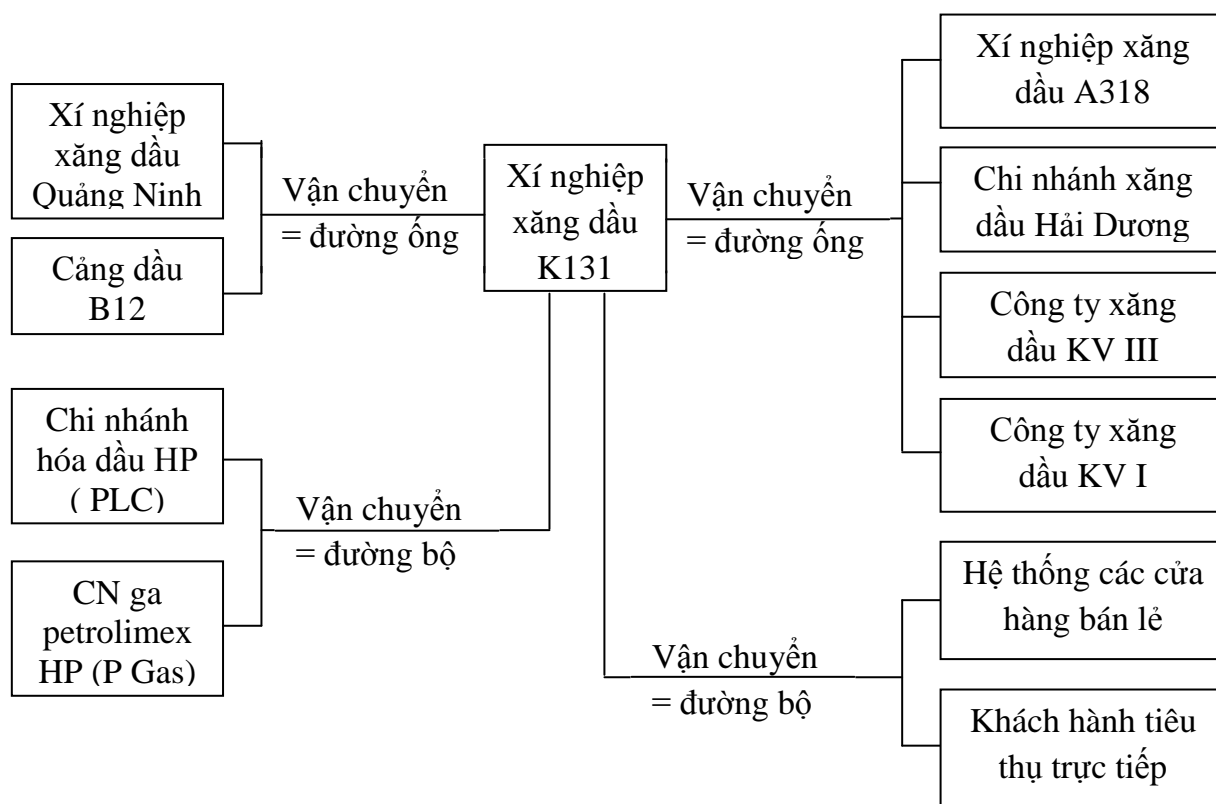 Xí nghiệp
xăng dầu
Quảng Ninh
Cảng dầu
B12
Vận chuyển
= đường ống
Chi nhánh
hóa dầu HP
( PLC)
CN ga
petrolimex
HP (P Gas)
Vận chuyển
= đường bộ
Xí nghiệp
xăng dầu
K131
Vận chuyển
= đường ống
Xí nghiệp xăng
dầu A318
Chi nhánh xăng
dầu Hải Dương
Công ty xăng
dầu KV III
Công ty xăng
dầu KV I
Vận chuyển
= đường bộ
Hệ thống các cửa
hàng bán lẻ
Khách hành tiêu
thụ trực tiếp